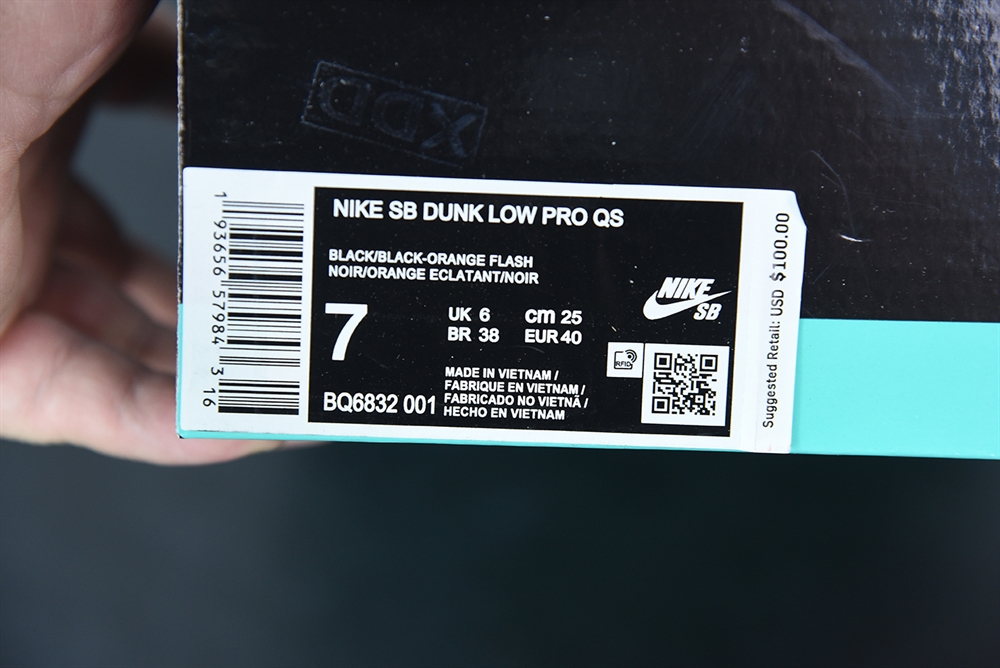 XDD
NIKE SB DUNK LOW PRO QS
BLACK/BLACK-ORANGE FLASH
NOIR/ORANGE ECLATANT/NOIR
7
UK 6 cm 25
BR 38 EUR 40
MADE IN VIETNAM /
FABRIQUE EN VIETNAM /
FABRICADO NO VIETNÃ /
HECHO EN VIETNAM
BQ6832 001
NIKE
SB
RFID
1 93656 57984 3 16
Suggested Retail: USD $100.00